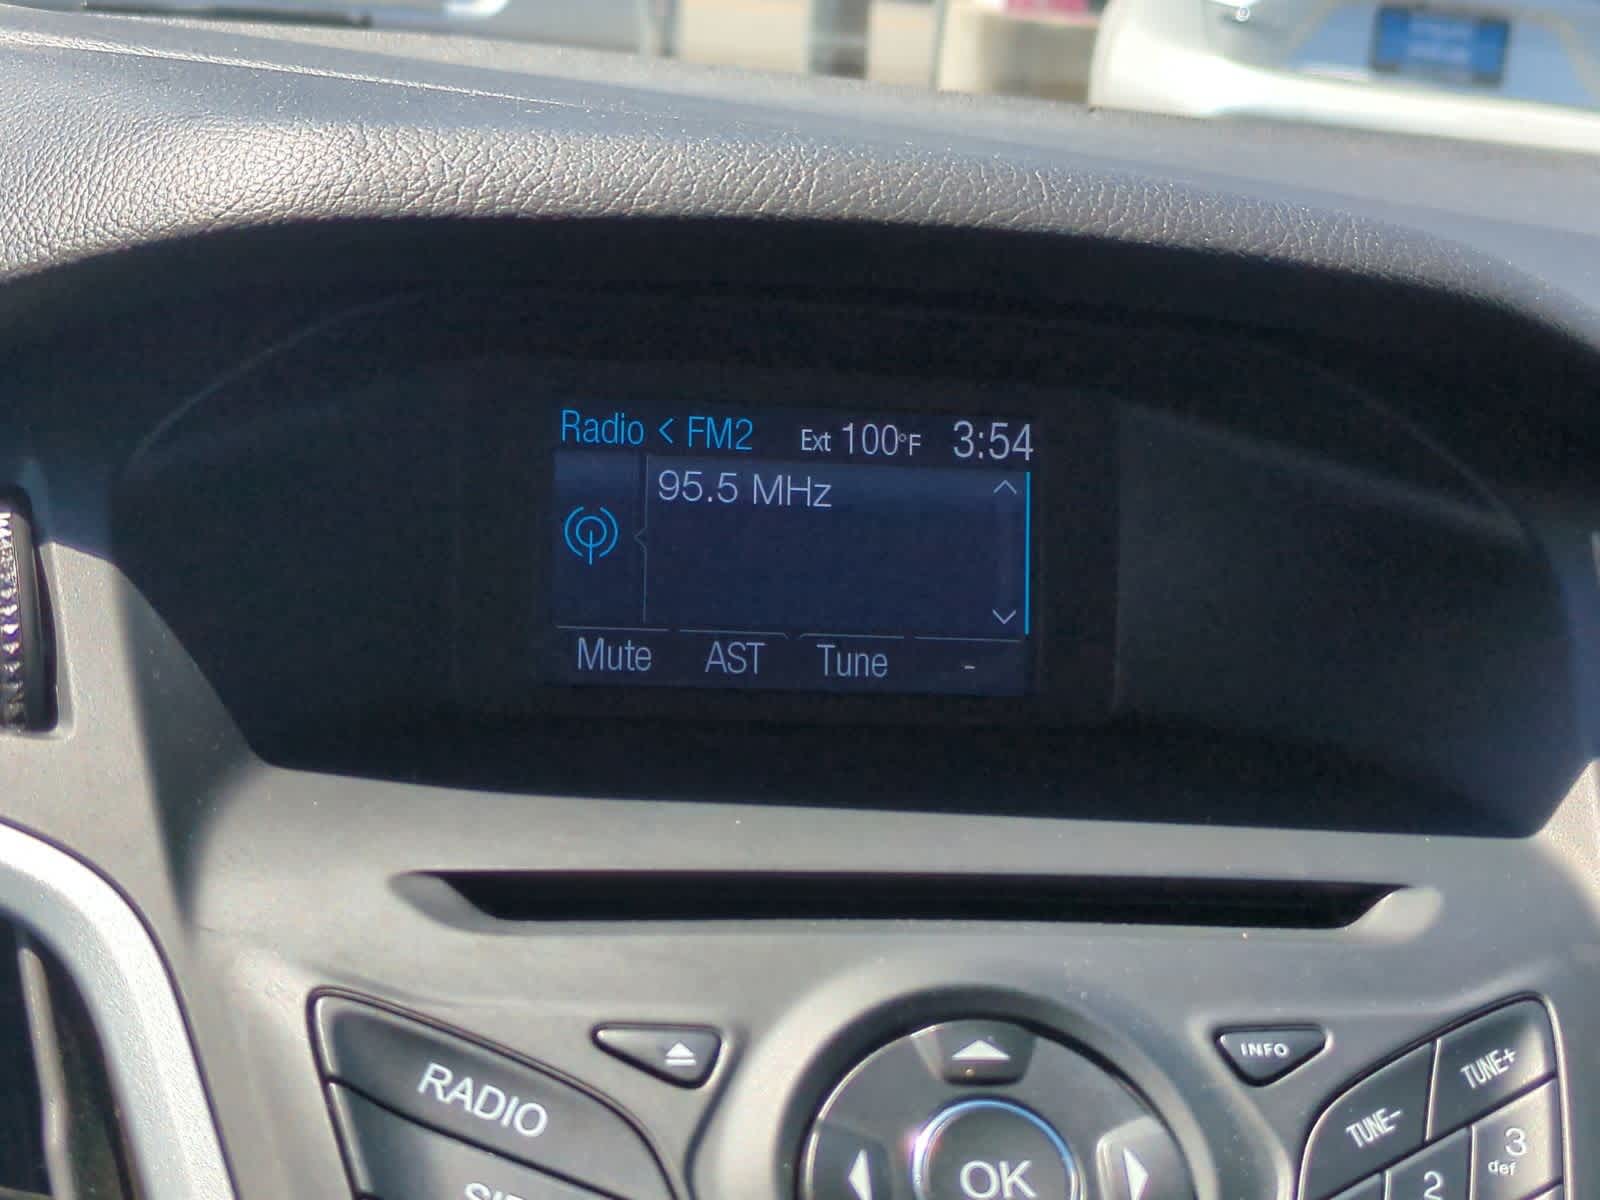 Radio < FM2 Ext 100°F 3:54
95.5 MHz
Mute AST Tune -
RADIO
INFO
TUNE- TUNE+
OK
2
3
def